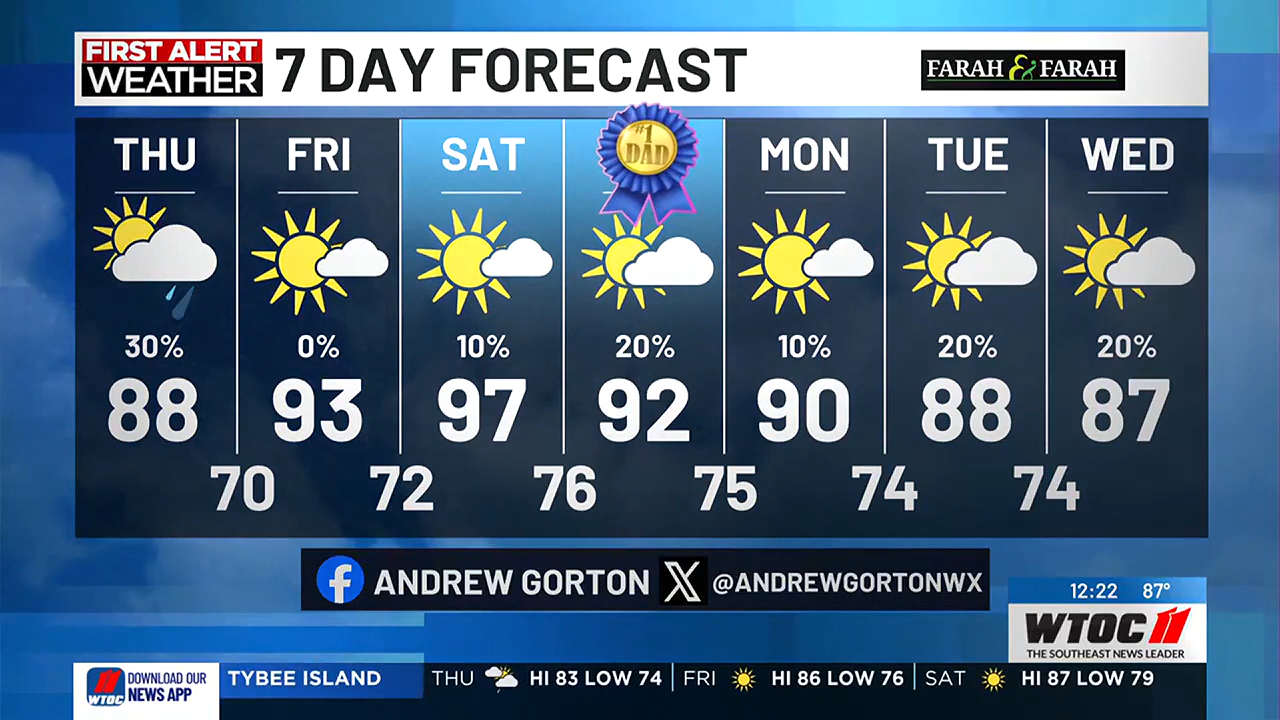 FIRST ALERT
WEATHER
7 DAY FORECAST
FARAH & FARAH
THU FRI SAT MON TUE WED
#1
DAD
30% 0% 10% 20% 10% 20% 20%
88 93 97 92 90 88 87
70 72 76 75 74 74
ANDREW GORTON @ANDREWGORTONWX
12:22 87°
WTOC 11
THE SOUTHEAST NEWS LEADER
11
WTOC
DOWNLOAD OUR
NEWS APP
TYBEE ISLAND THU HI 83 LOW 74 FRI HI 86 LOW 76 SAT HI 87 LOW 79